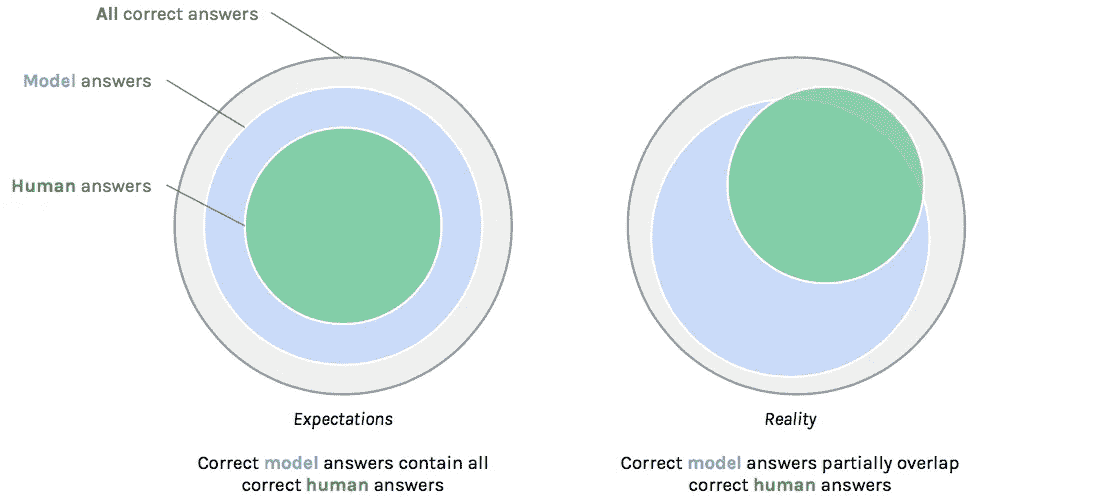 All correct answers
Model answers
Human answers
Expectations
Reality
Correct model answers contain all
correct human answers
Correct model answers partially overlap
correct human answers